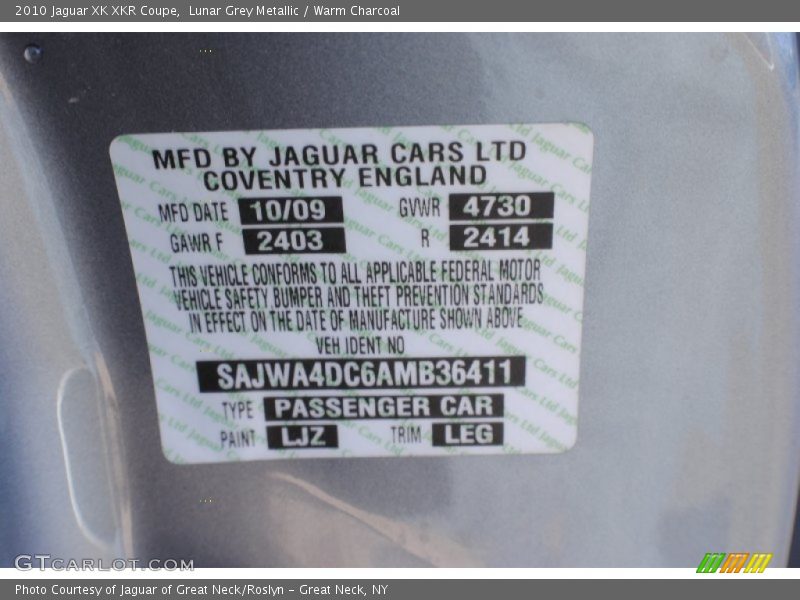 2010 Jaguar XK XKR Coupe, Lunar Grey Metallic / Warm Charcoal
MFD BY JAGUAR CARS LTD
COVENTRY ENGLAND
MFD DATE 10/09 GVWR 4730
GAWR F 2403 R 2414
THIS VEHICLE CONFORMS TO ALL APPLICABLE FEDERAL MOTOR
VEHICLE SAFETY, BUMPER AND THEFT PREVENTION STANDARDS
IN EFFECT ON THE DATE OF MANUFACTURE SHOWN ABOVE
VEH IDENT NO
SAJWA4DC6AMB36411
TYPE PASSENGER CAR
PAINT LJZ TRIM LEG
GTCARLOT.COM
Photo Courtesy of Jaguar of Great Neck/Roslyn - Great Neck, NY